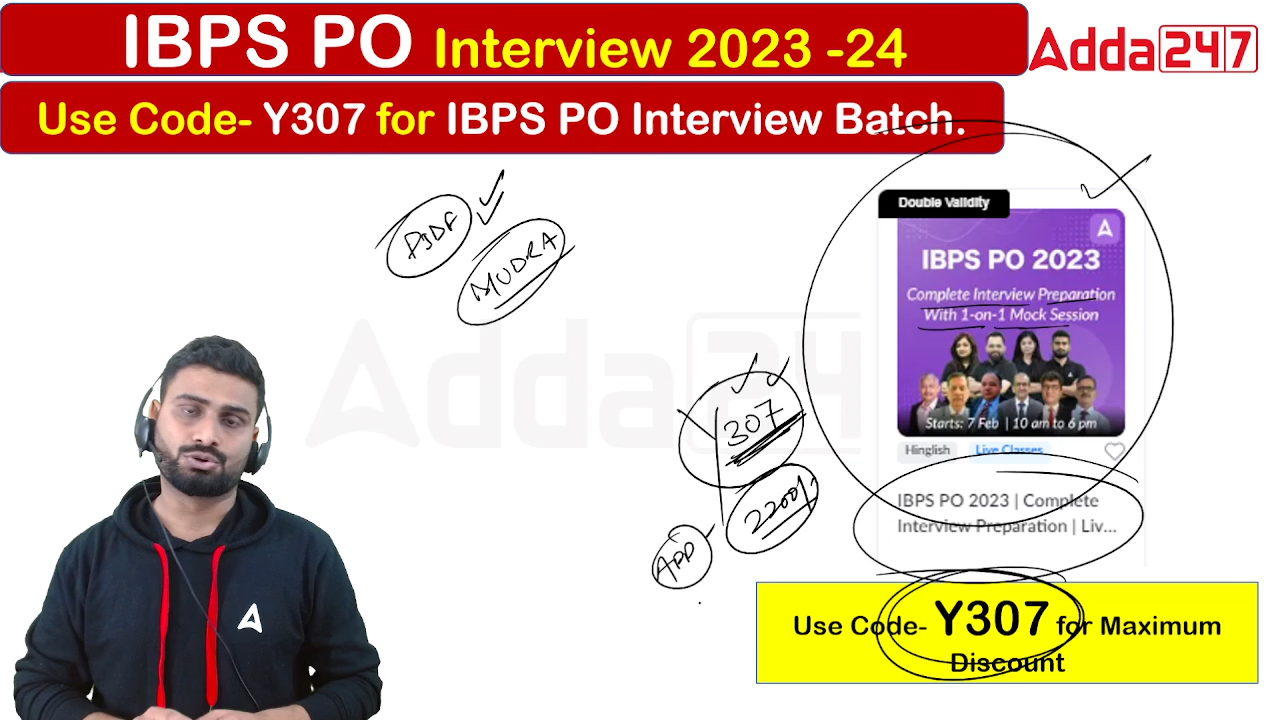 IBPS PO Interview 2023 -24
Adda247
Use Code- Y307 for IBPS PO Interview Batch.
Double Validity
IBPS PO 2023
Complete Interview Preparation
With 1-on-1 Mock Session
Starts: 7 Feb | 10 am to 6 pm
Hinglish Live Classes
IBPS PO 2023 | Complete
Interview Preparation | Liv...
MUDRA
Adda247
Y307
2200/-
APP
Use Code- Y307 for Maximum
Discount